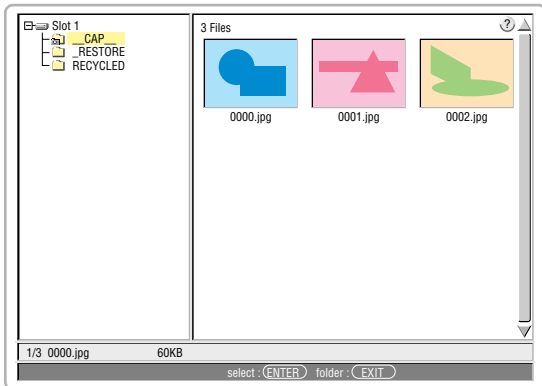 Slot 1
__CAP__
_RESTORE
RECYCLED
3 Files
?
0000.jpg 0001.jpg 0002.jpg
1/3 0000.jpg 60KB
select : ENTER folder : EXIT